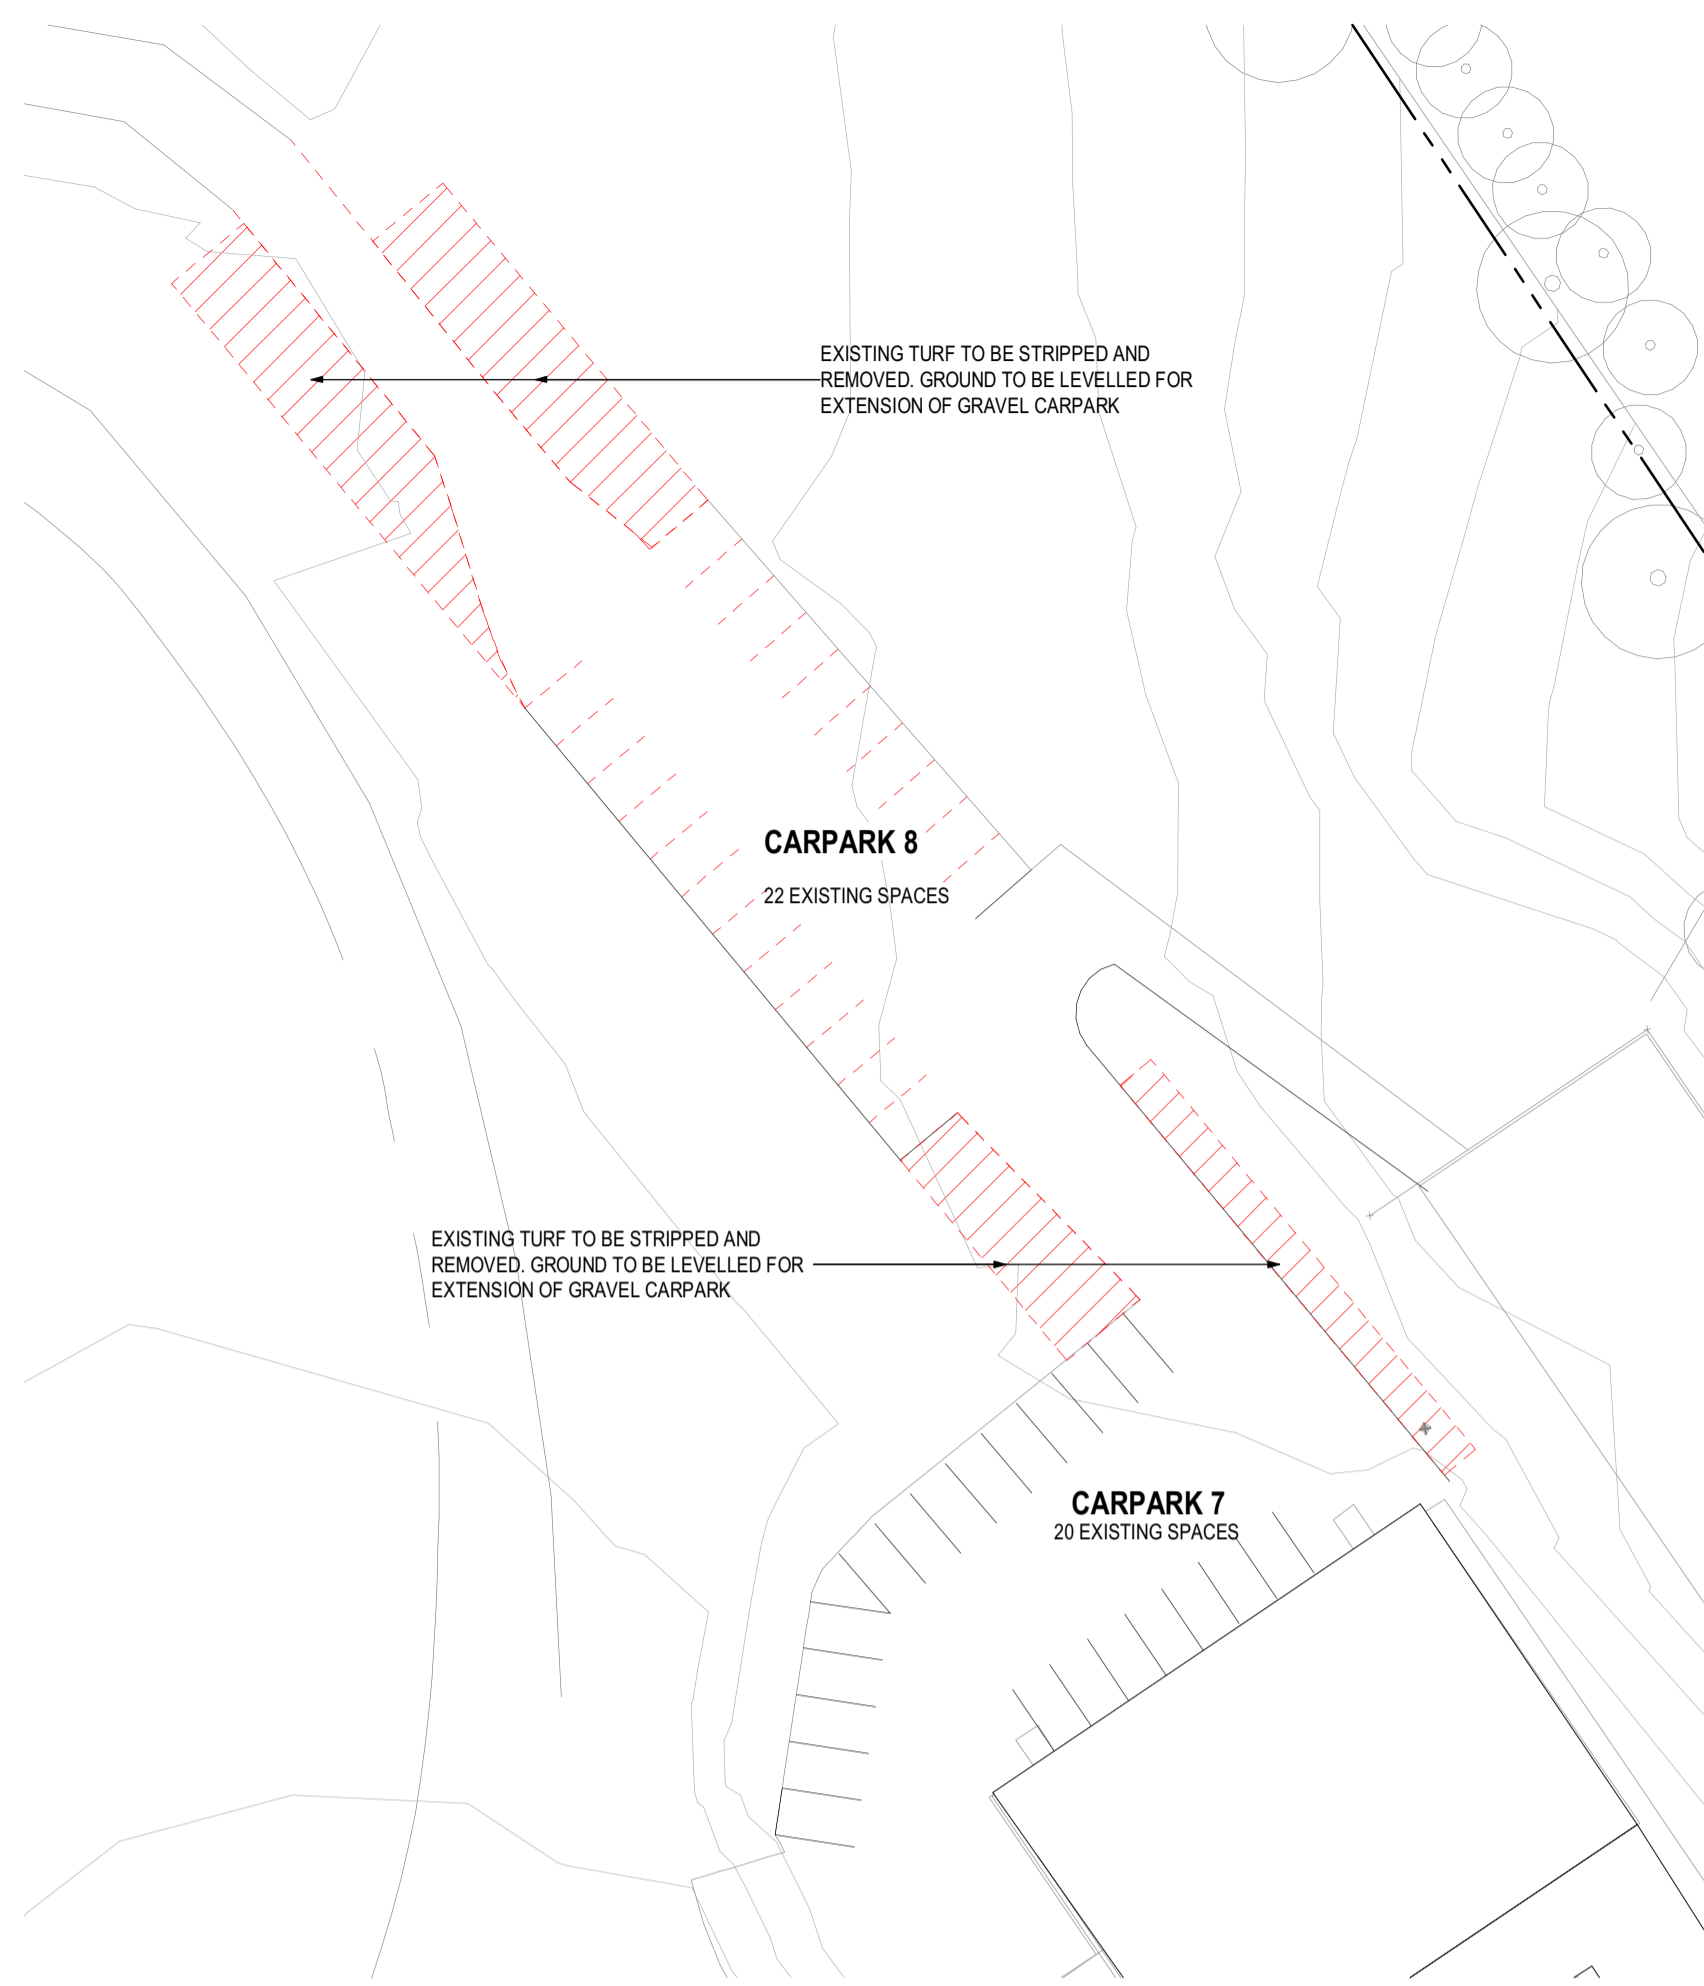 EXISTING TURF TO BE STRIPPED AND
REMOVED. GROUND TO BE LEVELLED FOR
EXTENSION OF GRAVEL CARPARK
CARPARK 8
22 EXISTING SPACES
EXISTING TURF TO BE STRIPPED AND
REMOVED. GROUND TO BE LEVELLED FOR
EXTENSION OF GRAVEL CARPARK
CARPARK 7
20 EXISTING SPACES